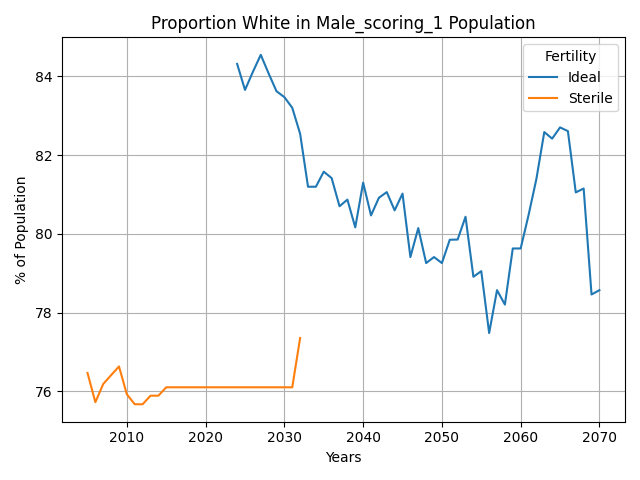 Proportion White in Male_scoring_1 Population
Fertility
Ideal
Sterile
% of Population
84
82
80
78
76
2010 2020 2030 2040 2050 2060 2070
Years